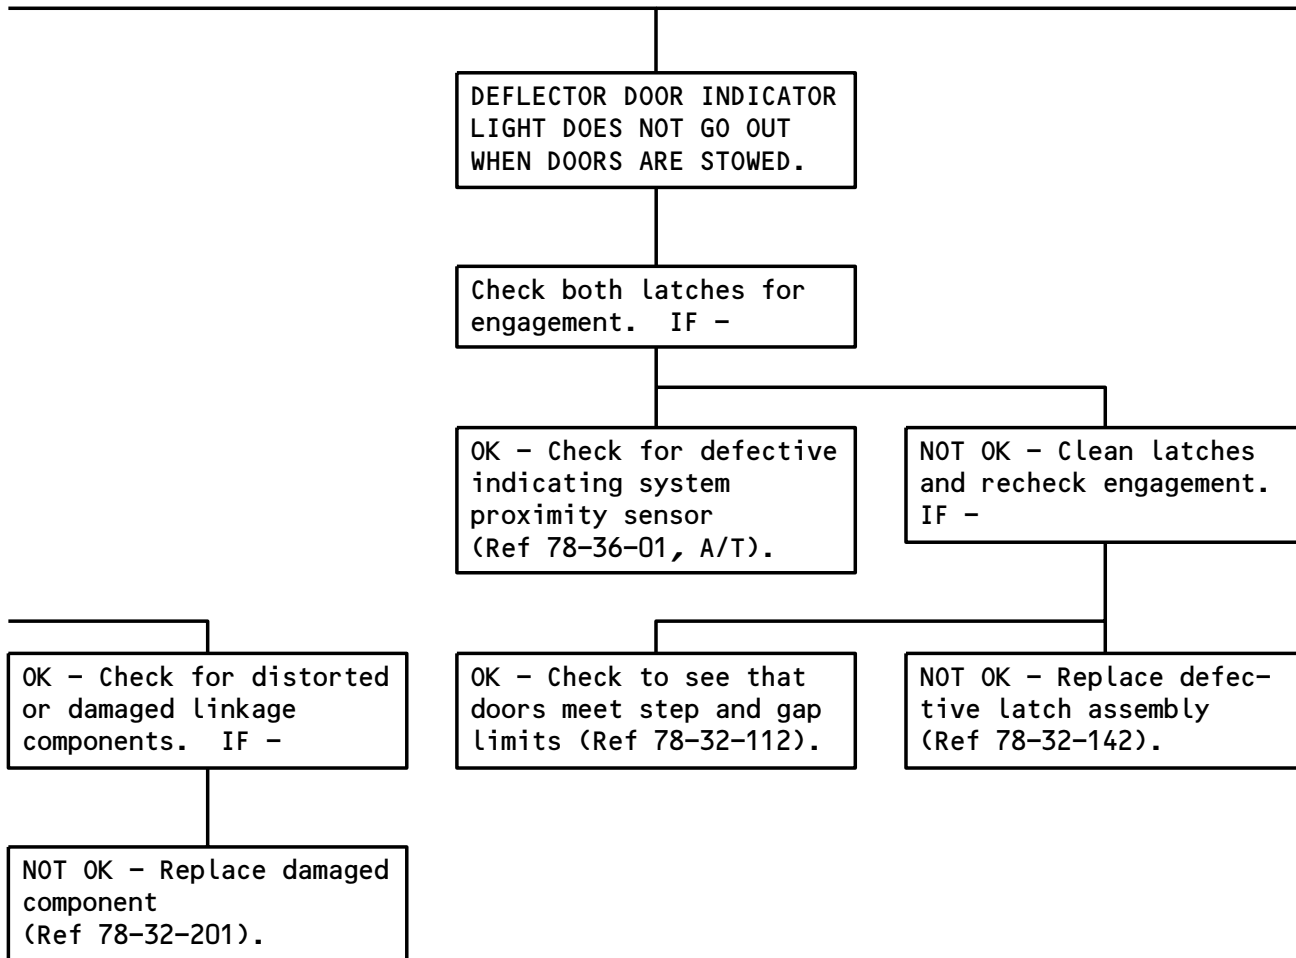 DEFLECTOR DOOR INDICATOR
LIGHT DOES NOT GO OUT
WHEN DOORS ARE STOWED.
Check both latches for
engagement.  IF –
OK – Check for defective
indicating system
proximity sensor
(Ref 78–36–01, A/T).
NOT OK – Clean latches
and recheck engagement.
IF –
OK – Check for distorted
or damaged linkage
components.  IF –
OK – Check to see that
doors meet step and gap
limits (Ref 78–32–112).
NOT OK – Replace defec–
tive latch assembly
(Ref 78–32–142).
NOT OK – Replace damaged
component
(Ref 78–32–201).